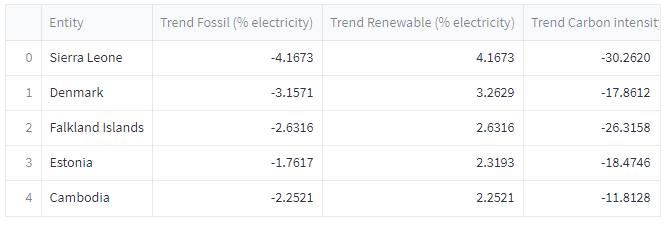 Entity Trend Fossil (% electricity) Trend Renewable (% electricity) Trend Carbon intensity
0 Sierra Leone -4.1673 4.1673 -30.2620
1 Denmark -3.1571 3.2629 -17.8612
2 Falkland Islands -2.6316 2.6316 -26.3158
3 Estonia -1.7617 2.3193 -18.4746
4 Cambodia -2.2521 2.2521 -11.8128